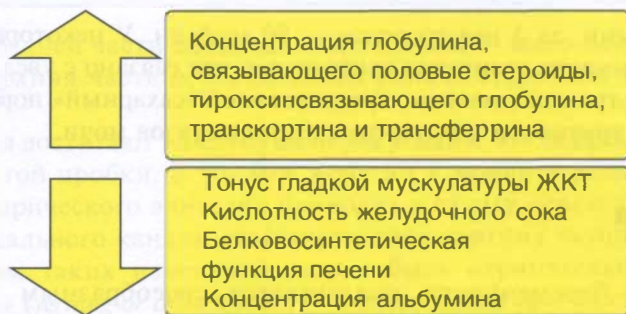 Концентрация глобулина,
связывающего половые стероиды,
тироксинсвязывающего глобулина,
транскортина и трансферрина
Тонус гладкой мускулатуры ЖКТ
Кислотность желудочного сока
Белковосинтетическая
функция печени
Концентрация альбумина